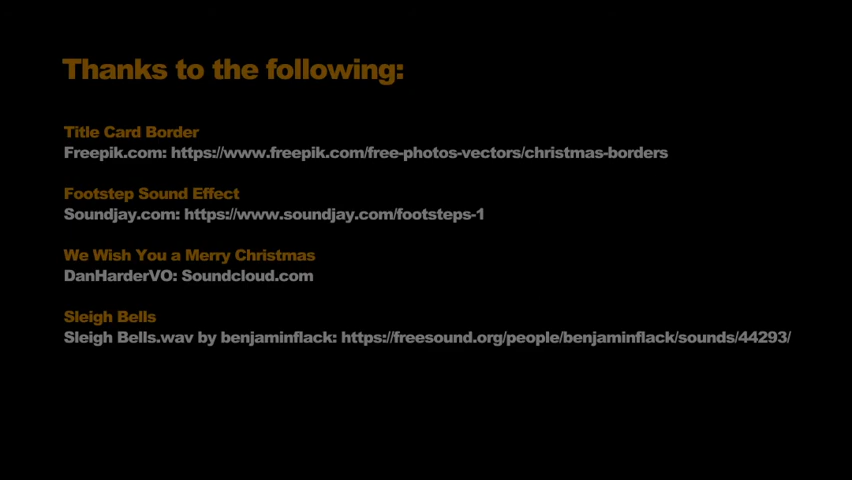 Thanks to the following:
Title Card Border
Freepik.com: https://www.freepik.com/free-photos-vectors/christmas-borders
Footstep Sound Effect
Soundjay.com: https://www.soundjay.com/footsteps-1
We Wish You a Merry Christmas
DanHarderVO: Soundcloud.com
Sleigh Bells
Sleigh Bells.wav by benjaminflack: https://freesound.org/people/benjaminflack/sounds/44293/